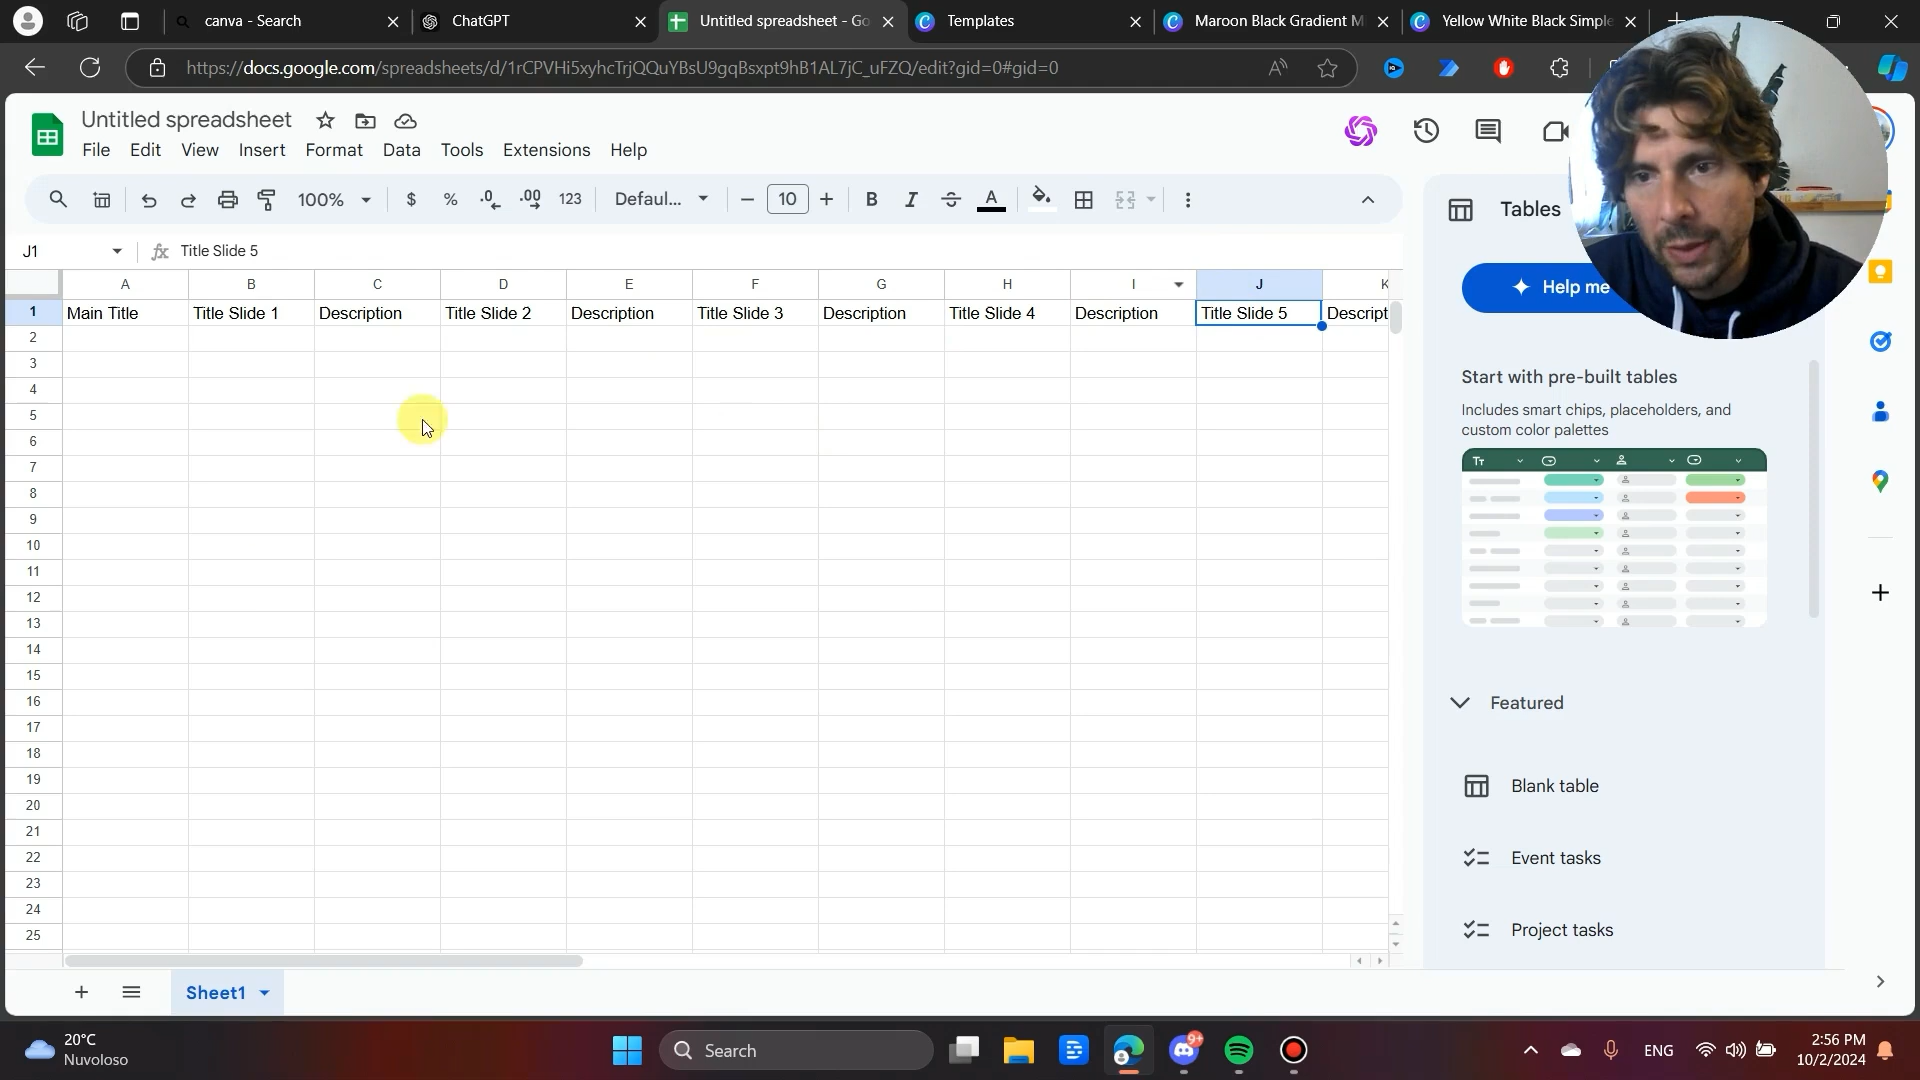 canva - Search
ChatGPT
Untitled spreadsheet - Go
Templates
Maroon Black Gradient M
Yellow White Black Simple
https://docs.google.com/spreadsheets/d/1rCPVHi5xyhcTrjQQuYBsU9gqBsxpt9hB1AL7jC_uFZQ/edit?gid=0#gid=0
Untitled spreadsheet
File Edit View Insert Format Data Tools Extensions Help
100% $ % .0 .00 123 Defaul... 10 B I A
J1 fx Title Slide 5
A B C D E F G H I J K
1 Main Title Title Slide 1 Description Title Slide 2 Description Title Slide 3 Description Title Slide 4 Description Title Slide 5 Descript
2
3
4
5
6
7
8
9
10
11
12
13
14
15
16
17
18
19
20
21
22
23
24
25
Sheet1
Tables
Help me
Start with pre-built tables
Includes smart chips, placeholders, and
custom color palettes
Featured
Blank table
Event tasks
Project tasks
20°C
Nuvoloso
Search
9+
ENG
2:56 PM
10/2/2024